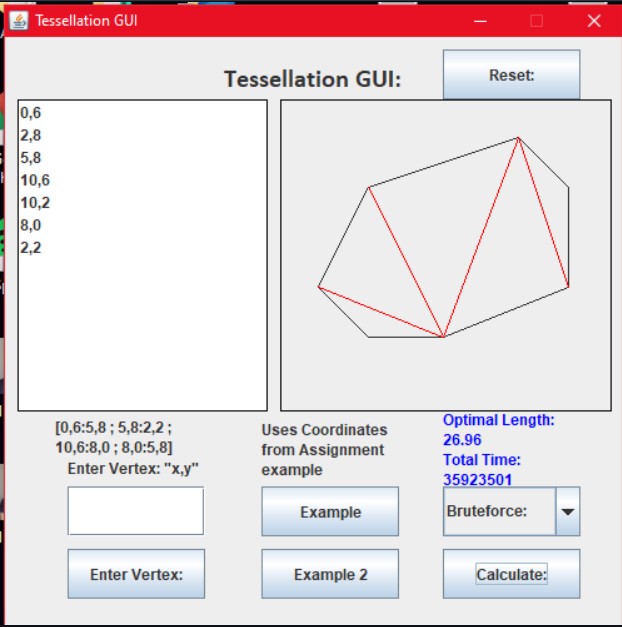 Tessellation GUI
Tessellation GUI:
Reset:
0,6
2,8
5,8
10,6
10,2
8,0
2,2
[0,6:5,8 ; 5,8:2,2 ;
10,6:8,0 ; 8,0:5,8]
Enter Vertex: "x,y"
Uses Coordinates
from Assignment
example
Optimal Length:
26.96
Total Time:
35923501
Example
Bruteforce:
Enter Vertex:
Example 2
Calculate: